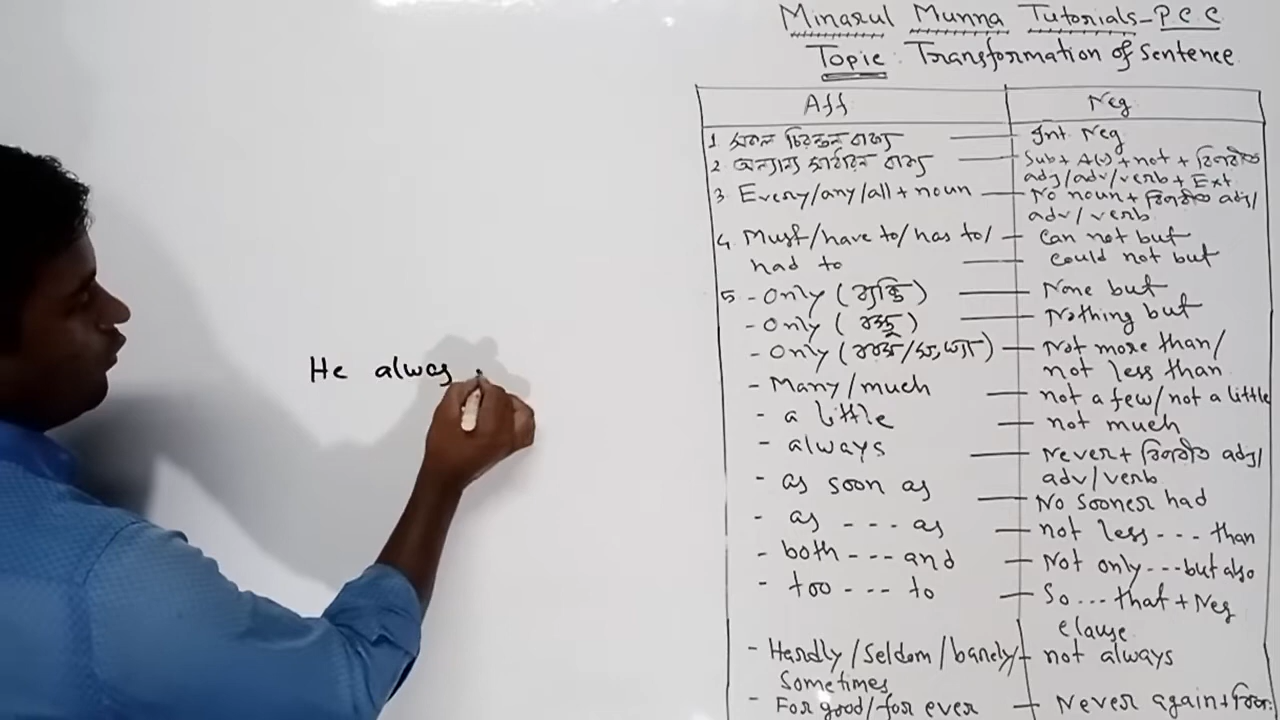 Minarul Munna Tutorials-PCC
Topic: Transformation of Sentence
Aff Neg
1. সকল চিরন্তন বাক্য — Int. Neg
2. অন্যান্য সাধারন বাক্য — Sub + A(v) + not + বিপরীত
adj/adv/verb + Ext.
3. Every/any/all + noun — No noun + বিপরীত adj/
adv/verb
4. Must/have to/has to/ — Can not but
had to — could not but
5 - Only (ব্যক্তি) — None but
- Only (বস্তু) — Nothing but
- Only (বয়স/সংখ্যা) — Not more than/
not less than
- Many/much — not a few/not a little
- a little — not much
- always — Never + বিপরীত adj/
adv/verb
- as soon as — No sooner had
- as --- as — not less --- than
- both --- and — Not only---but also
- too --- to — So...that + Neg
clause
- Hardly/Seldom/barely/ — not always
Sometimes
- For good/for ever — Never again +
He alwas